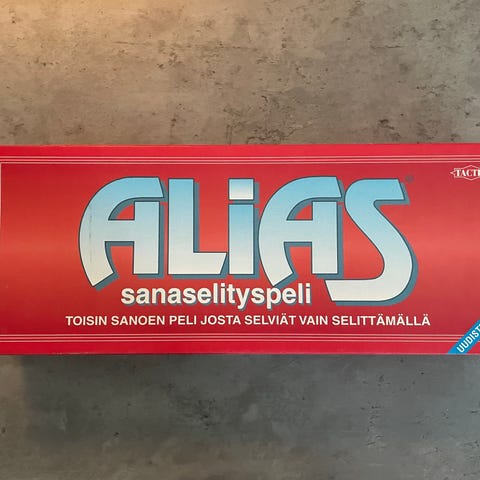 ALiAS
sanaselityspeli
TOISIN SANOEN PELI JOSTA SELVIÄT VAIN SELITTÄMÄLLÄ